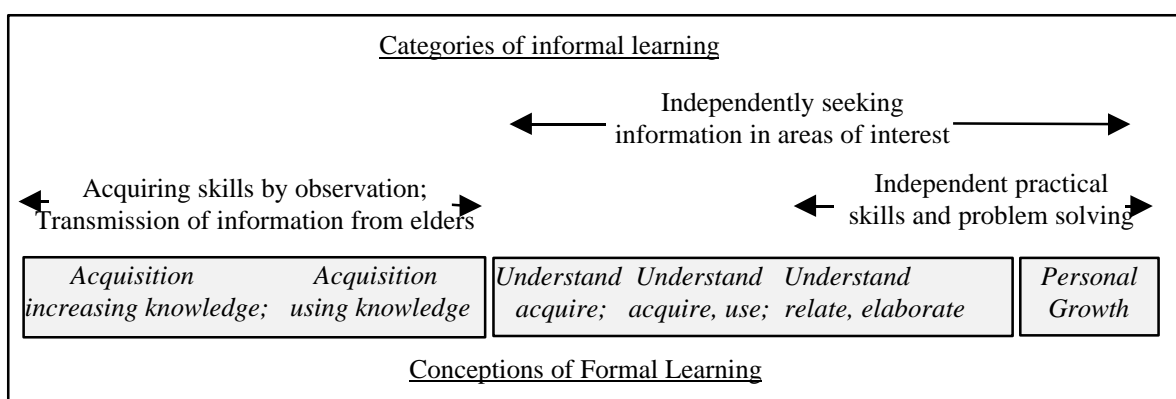 Categories of informal learning
Independently seeking
information in areas of interest
Acquiring skills by observation;
Transmission of information from elders
Independent practical
skills and problem solving
Acquisition
increasing knowledge;
Acquisition
using knowledge
Understand
acquire;
Understand
acquire, use;
Understand
relate, elaborate
Personal
Growth
Conceptions of Formal Learning